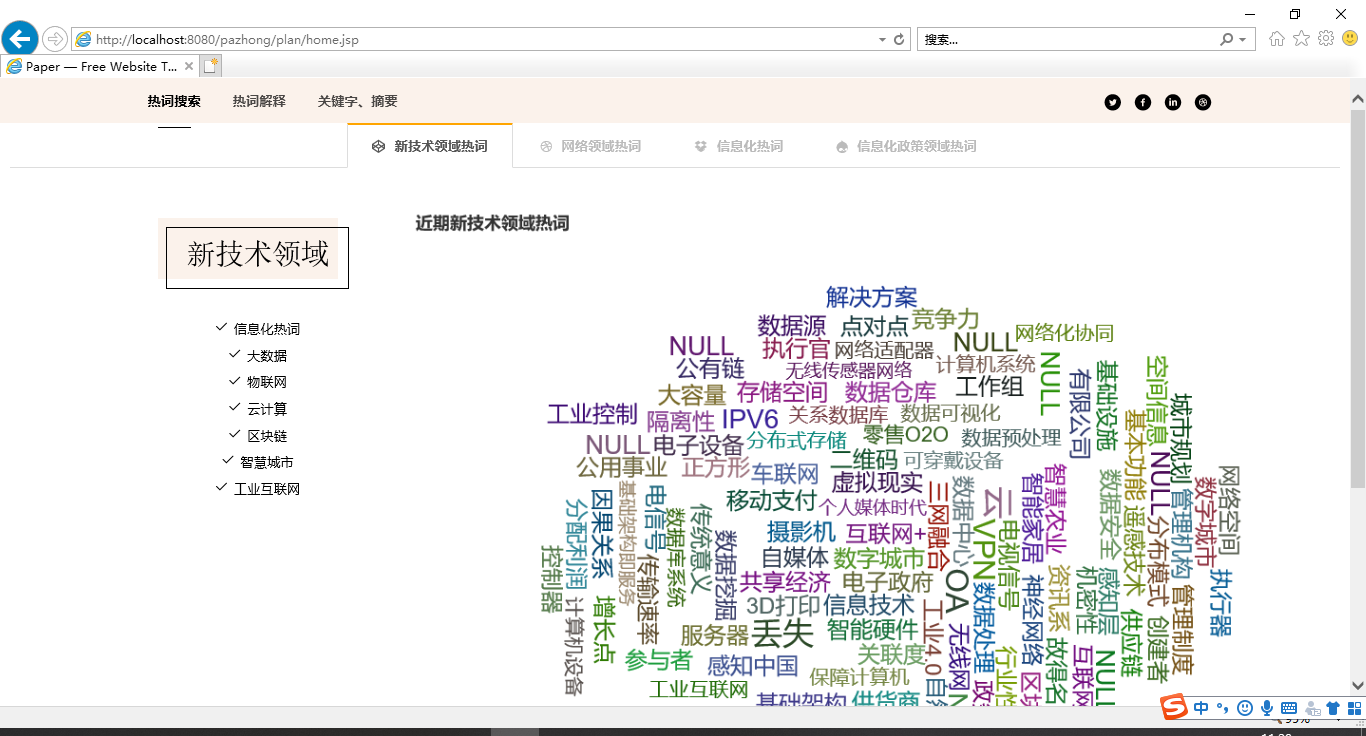 http://localhost:8080/pazhong/plan/home.jsp
搜索...
Paper — Free Website T...
热词搜索 热词解释 关键字、摘要
新技术领域热词 网络领域热词 信息化热词 信息化政策领域热词
近期新技术领域热词
新技术领域
信息化热词
大数据
物联网
云计算
区块链
智慧城市
工业互联网
解决方案
数据源
点对点
竞争力
NULL
执行官
网络适配器
NULL
网络化协同
公有链
无线传感器网络
计算机系统
大容量
存储空间
数据仓库
工作组
NULL
有限公司
基础设施
空间信息
城市规划
工业控制
隔离性
IPV6
关系数据库
数据可视化
NULL
电子设备
分布式存储
零售O2O
数据预处理
基本功能
NULL
公用事业
正方形
车联网
二维码
可穿戴设备
虚拟现实
移动支付
个人媒体时代
三网融合
数据中心
云
智能家居
智慧农业
数据安全
遥感技术
分布模式
管理机构
数字城市
网络空间
分配利润
因果关系
基础架构即服务
电信号
数据库系统
传统意义
数据挖掘
摄影机
互联网+
VPN
电视信号
自媒体
数字城市
控制器
传输速率
共享经济
电子政府
OA
数据处理
神经网络
资讯系
机密性
感知层
供应链
创建者
管理制度
执行器
计算机设备
增长点
3D打印
信息技术
服务器
丢失
智能硬件
工业4.0
无线网
行业性
故得名
互联网
NULL
参与者
感知中国
关联度
保障计算机
工业互联网
基础架构
供货商
区块
中
95%